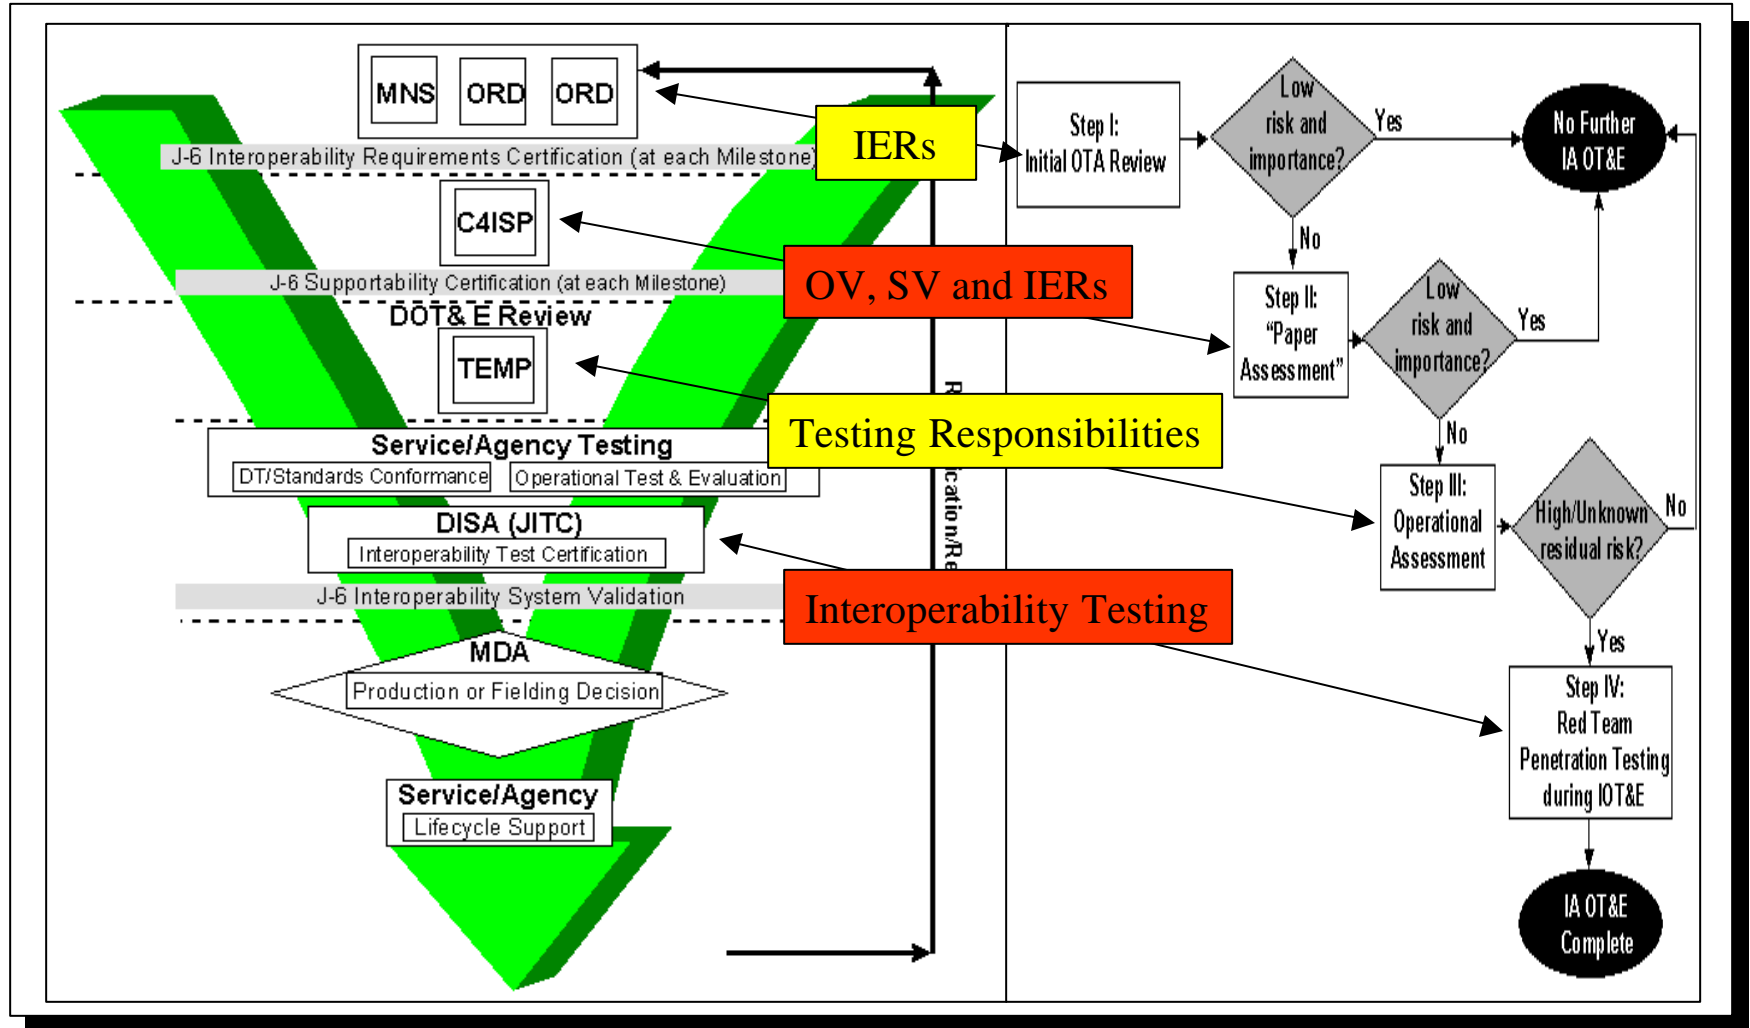 MNS
ORD
ORD
J-6 Interoperability Requirements Certification (at each Milestone)
C4ISP
J-6 Supportability Certification (at each Milestone)
DOT& E Review
TEMP
Service/Agency Testing
DT/Standards Conformance
Operational Test & Evaluation
DISA (JITC)
Interoperability Test Certification
J-6 Interoperability System Validation
MDA
Production or Fielding Decision
Service/Agency
Lifecycle Support
IERs
OV, SV and IERs
Testing Responsibilities
Interoperability Testing
ication/Re
Step I:
Initial OTA Review
Low
risk and
importance?
Yes
No Further
IA OT&E
No
Step II:
“Paper
Assessment”
Low
risk and
importance?
Yes
No
Step III:
Operational
Assessment
High/Unknown
residual risk?
No
Yes
Step IV:
Red Team
Penetration Testing
during IOT&E
IA OT&E
Complete